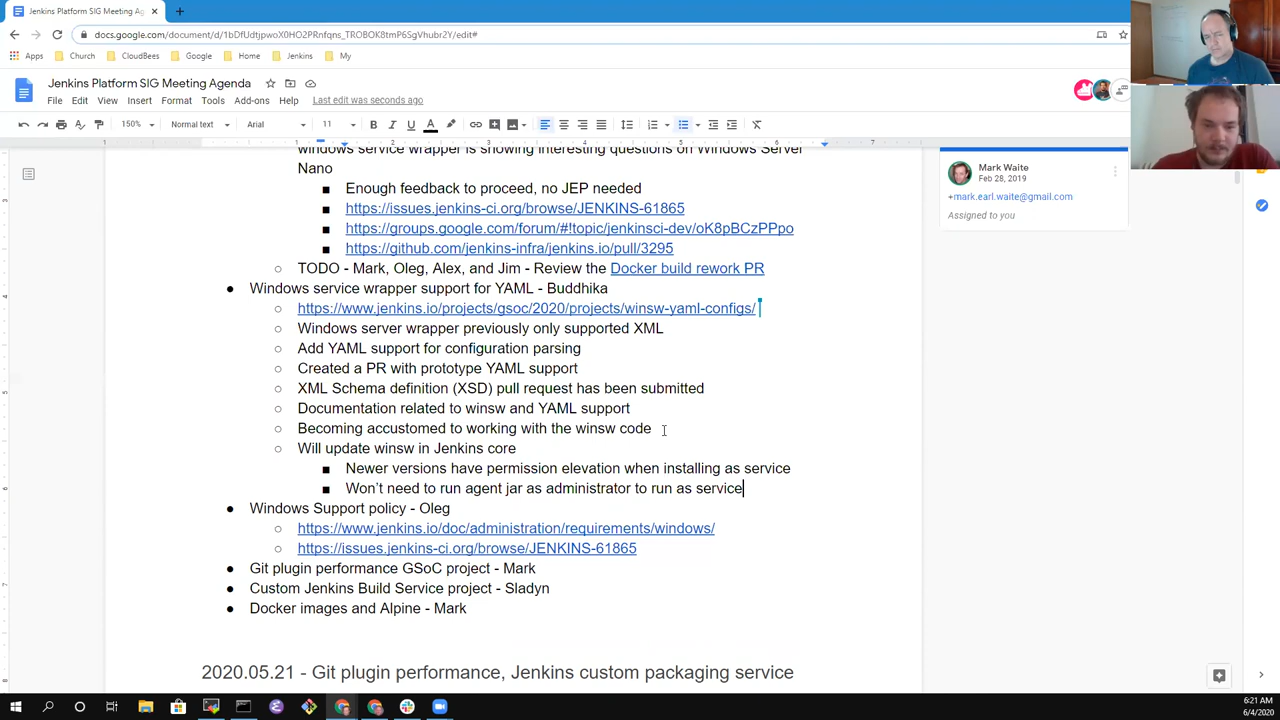 Jenkins Platform SIG Meeting Ag
docs.google.com/document/d/1bDfUdtjpwoX0HO2PRnfqns_TROBOK8tmP6SgVhubr2Y/edit#
Apps
Church
CloudBees
Google
Home
Jenkins
My
Jenkins Platform SIG Meeting Agenda
File Edit View Insert Format Tools Add-ons Help Last edit was seconds ago
150% Normal text Arial 11
1 1 2 3 4 5 6 7
windows service wrapper is showing interesting questions on Windows Server
Nano
■ Enough feedback to proceed, no JEP needed
■ https://issues.jenkins-ci.org/browse/JENKINS-61865
■ https://groups.google.com/forum/#!topic/jenkinsci-dev/oK8pBCzPPpo
■ https://github.com/jenkins-infra/jenkins.io/pull/3295
○ TODO - Mark, Oleg, Alex, and Jim - Review the Docker build rework PR
● Windows service wrapper support for YAML - Buddhika
○ https://www.jenkins.io/projects/gsoc/2020/projects/winsw-yaml-configs/
○ Windows server wrapper previously only supported XML
○ Add YAML support for configuration parsing
○ Created a PR with prototype YAML support
○ XML Schema definition (XSD) pull request has been submitted
○ Documentation related to winsw and YAML support
○ Becoming accustomed to working with the winsw code
○ Will update winsw in Jenkins core
■ Newer versions have permission elevation when installing as service
■ Won't need to run agent jar as administrator to run as service
● Windows Support policy - Oleg
○ https://www.jenkins.io/doc/administration/requirements/windows/
○ https://issues.jenkins-ci.org/browse/JENKINS-61865
● Git plugin performance GSoC project - Mark
● Custom Jenkins Build Service project - Sladyn
● Docker images and Alpine - Mark
2020.05.21 - Git plugin performance, Jenkins custom packaging service
Mark Waite
Feb 28, 2019
+mark.earl.waite@gmail.com
Assigned to you
6:21 AM
6/4/2020